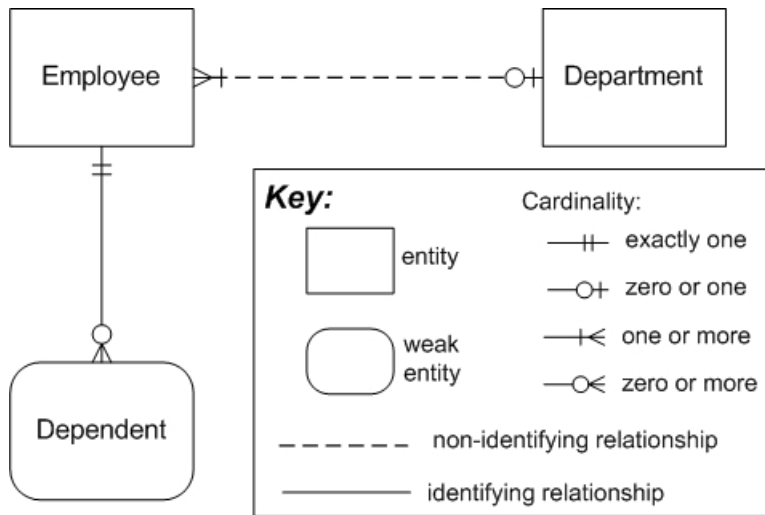 Employee
Department
Key:
Cardinality:
entity
exactly one
zero or one
weak
entity
one or more
zero or more
Dependent
non-identifying relationship
identifying relationship